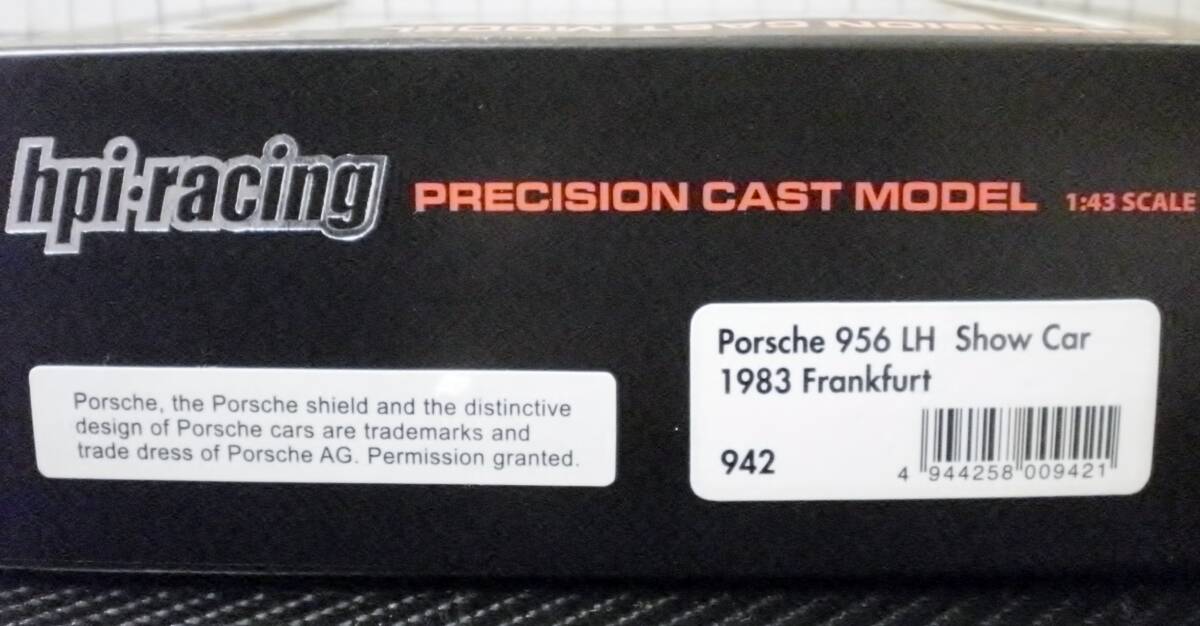 hpi·racing PRECISION CAST MODEL 1:43 SCALE
Porsche, the Porsche shield and the distinctive
design of Porsche cars are trademarks and
trade dress of Porsche AG. Permission granted.
Porsche 956 LH Show Car
1983 Frankfurt
942
4 944258 009421